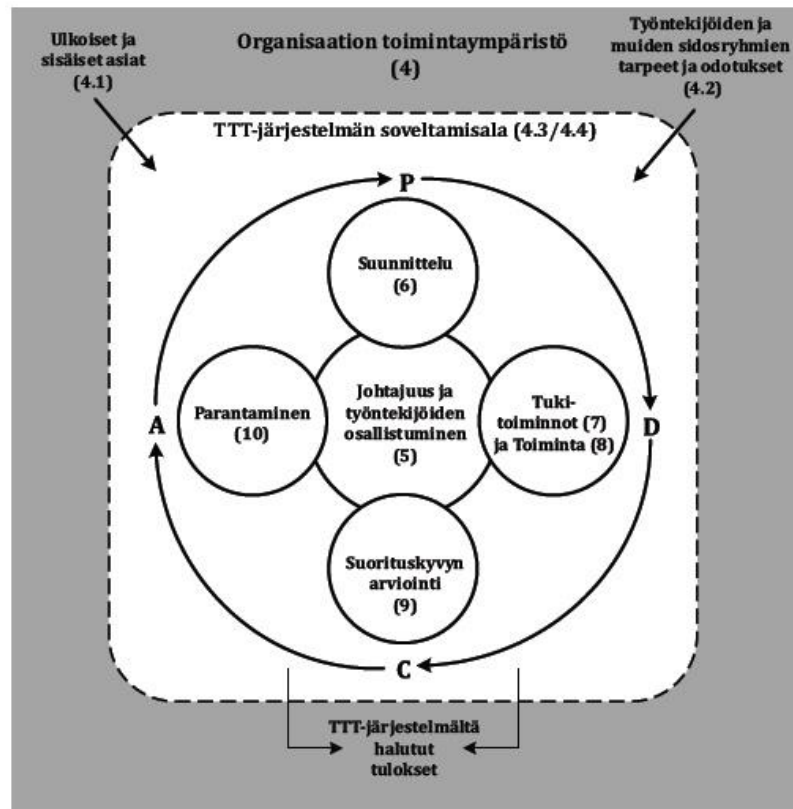 Ulkoiset ja
sisäiset asiat
(4.1)
Organisaation toimintaympäristö
(4)
Työntekijöiden ja
muiden sidosryhmien
tarpeet ja odotukset
(4.2)
TTT-järjestelmän soveltamisala (4.3/4.4)
P
Suunnittelu
(6)
A
Parantaminen
(10)
Johtajuus ja
työntekijöiden
osallistuminen
(5)
Tuki-
toiminnot (7)
ja Toiminta (8)
D
Suorituskyvyn
arviointi
(9)
C
TTT-järjestelmältä
halutut
tulokset